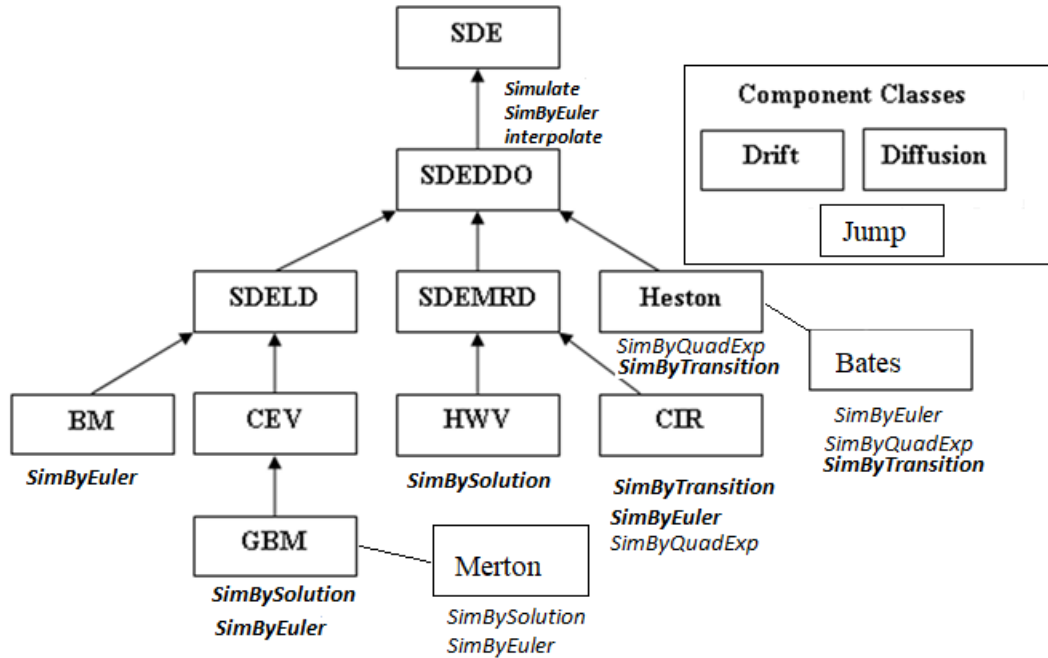 SDE
Simulate
SimByEuler
interpolate
Component Classes
Drift
Diffusion
Jump
SDEDDO
SDELD
SDEMRD
Heston
SimByQuadExp
SimByTransition
Bates
SimByEuler
SimByQuadExp
SimByTransition
BM
SimByEuler
CEV
HWV
SimBySolution
CIR
SimByTransition
SimByEuler
SimByQuadExp
GBM
SimBySolution
SimByEuler
Merton
SimBySolution
SimByEuler